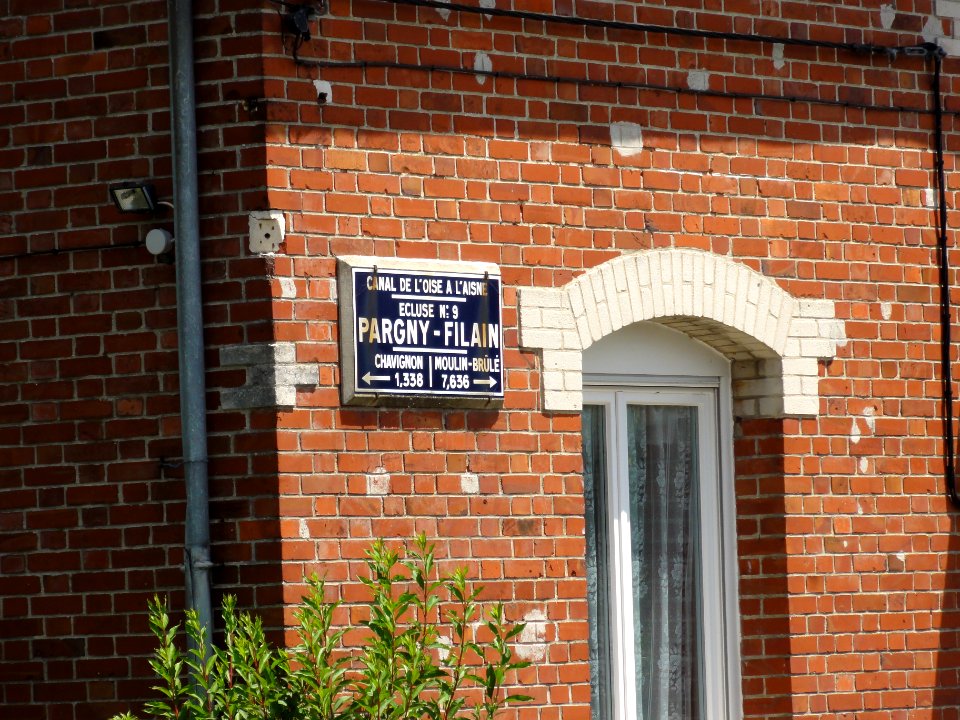 CANAL DE L'OISE A L'AISNE
ECLUSE N° 9
PARGNY-FILAIN
CHAVIGNON | MOULIN-BRÛLÉ
← 1,338 | 7,636 →